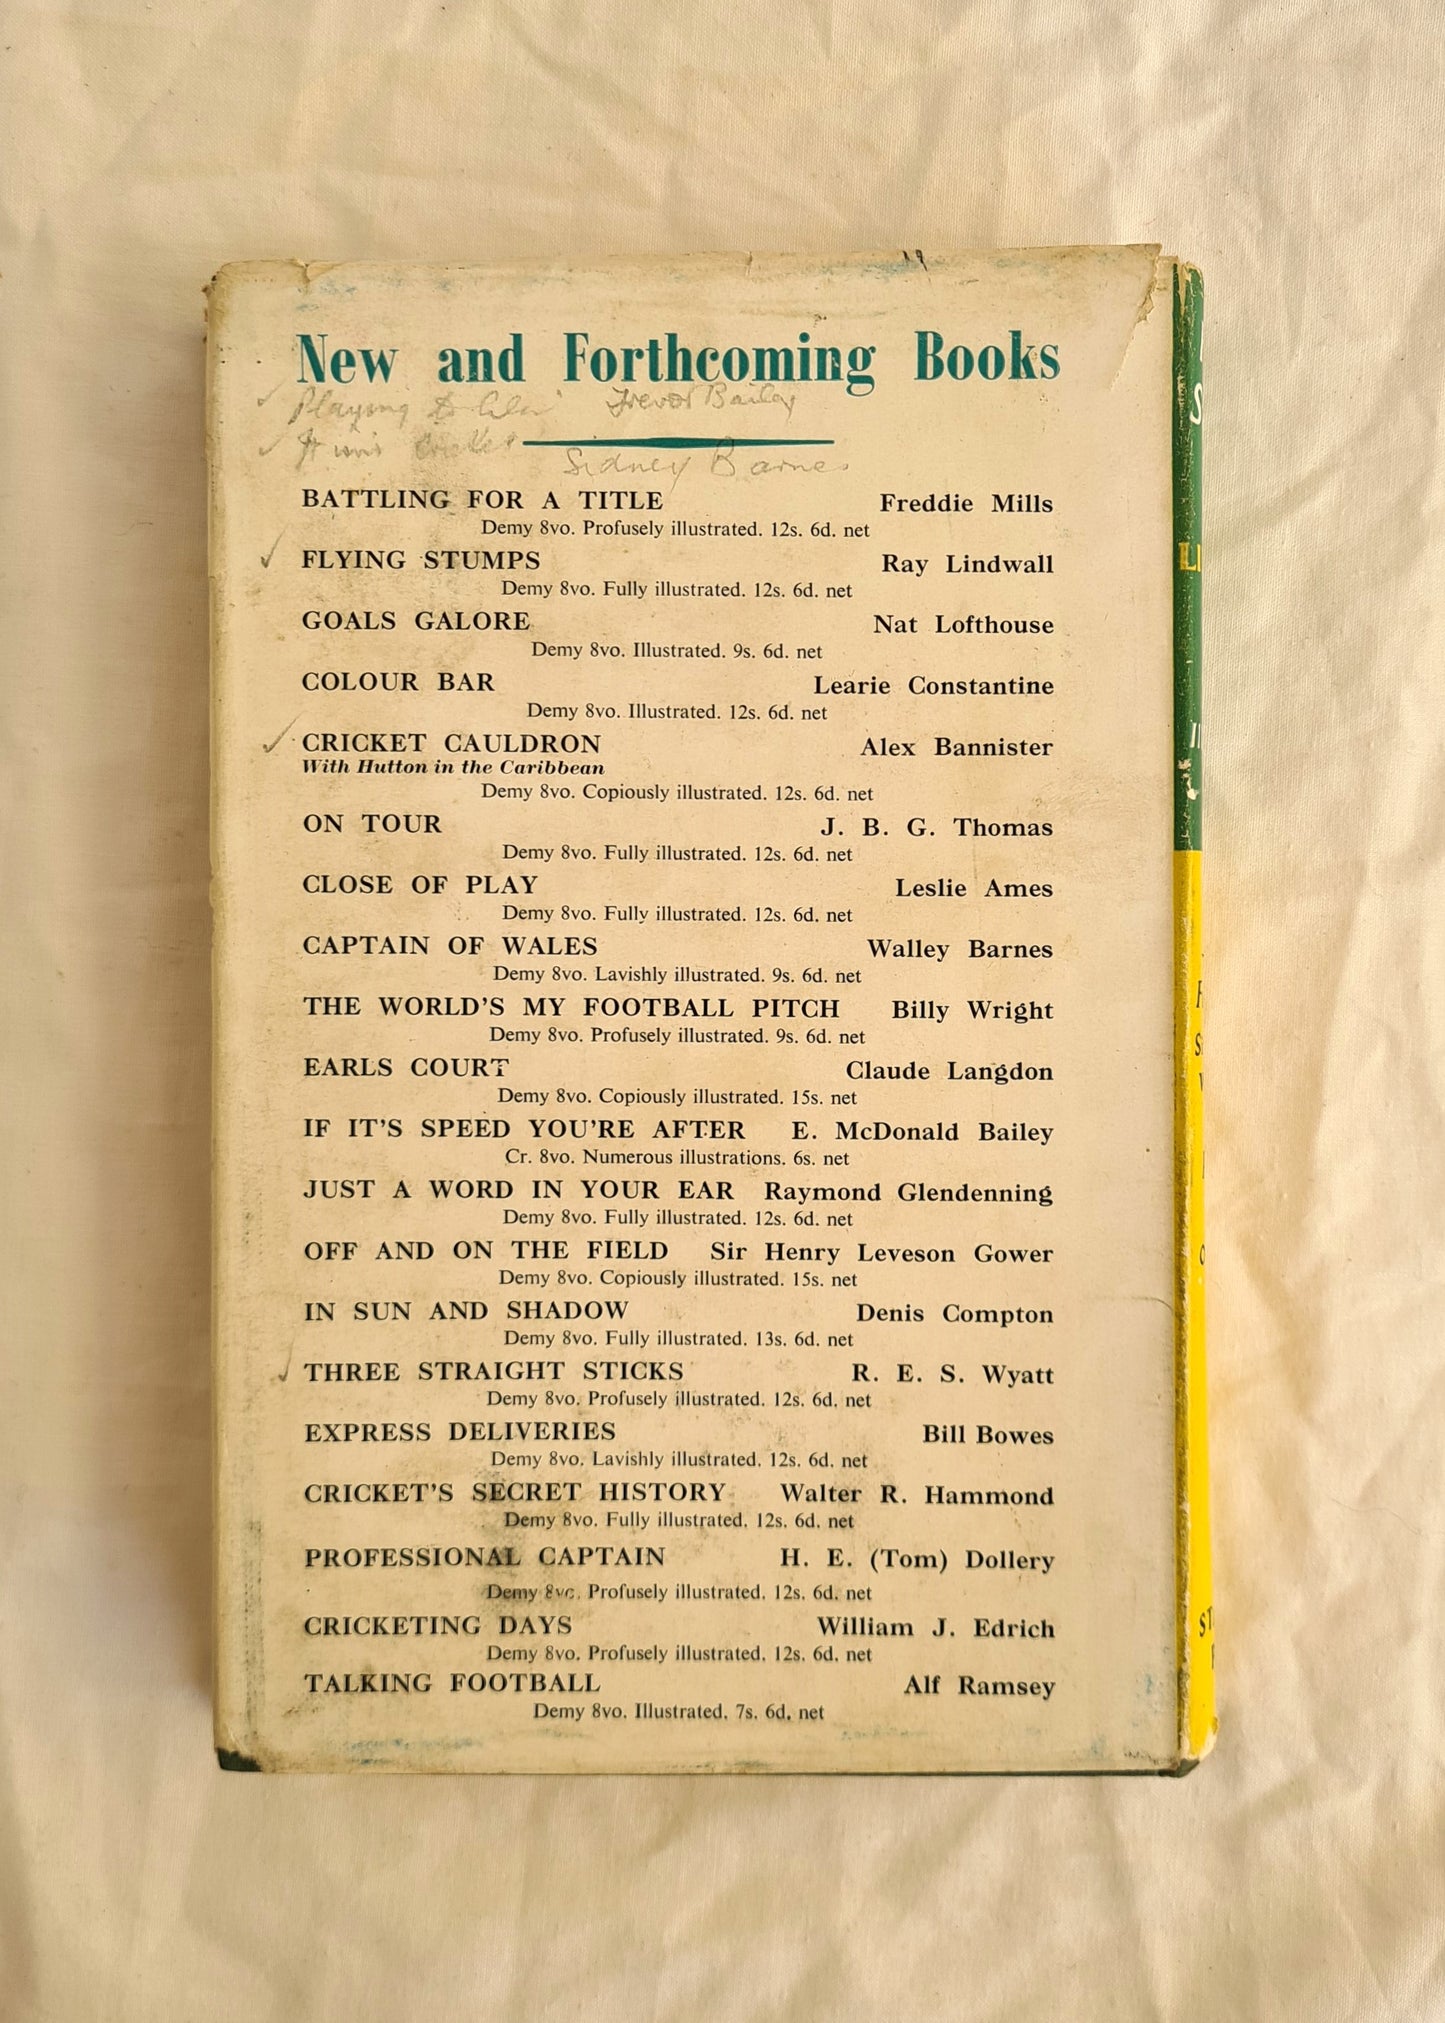 New and Forthcoming Books
Playing to Trevor Bailey
It
Sidney Barnes
BATTLING FOR A TITLE Freddie Mills
Demy 8vo. Profusely illustrated. 12s. 6d. net
FLYING STUMPS Ray Lindwall
Demy 8vo. Fully illustrated. 12s. 6d. net
GOALS GALORE Nat Lofthouse
Demy 8vo. Illustrated. 9s. 6d. net
COLOUR BAR Learie Constantine
Demy 8vo. Illustrated. 12s. 6d. net
CRICKET CAULDRON Alex Bannister
With Hutton in the Caribbean
Demy 8vo. Copiously illustrated. 12s. 6d. net
ON TOUR J. B. G. Thomas
Demy 8vo. Fully illustrated. 12s. 6d. net
CLOSE OF PLAY Leslie Ames
Demy 8vo. Fully illustrated. 12s. 6d. net
CAPTAIN OF WALES Walley Barnes
Demy 8vo. Lavishly illustrated. 9s. 6d. net
THE WORLD'S MY FOOTBALL PITCH Billy Wright
Demy 8vo. Profusely illustrated. 9s. 6d. net
EARLS COURT Claude Langdon
Demy 8vo. Copiously illustrated. 15s. net
IF IT'S SPEED YOU'RE AFTER E. McDonald Bailey
Cr. 8vo. Numerous illustrations. 6s. net
JUST A WORD IN YOUR EAR Raymond Glendenning
Demy 8vo. Fully illustrated. 12s. 6d. net
OFF AND ON THE FIELD Sir Henry Leveson Gower
Demy 8vo. Copiously illustrated. 15s. net
IN SUN AND SHADOW Denis Compton
Demy 8vo. Fully illustrated. 13s. 6d. net
THREE STRAIGHT STICKS R. E. S. Wyatt
Demy 8vo. Profusely illustrated. 12s. 6d. net
EXPRESS DELIVERIES Bill Bowes
Demy 8vo. Lavishly illustrated. 12s. 6d. net
CRICKET'S SECRET HISTORY Walter R. Hammond
Demy 8vo. Fully illustrated. 12s. 6d. net
PROFESSIONAL CAPTAIN H. E. (Tom) Dollery
Demy 8vo. Profusely illustrated. 12s. 6d. net
CRICKETING DAYS William J. Edrich
Demy 8vo. Profusely illustrated. 12s. 6d. net
TALKING FOOTBALL Alf Ramsey
Demy 8vo. Illustrated. 7s. 6d. net